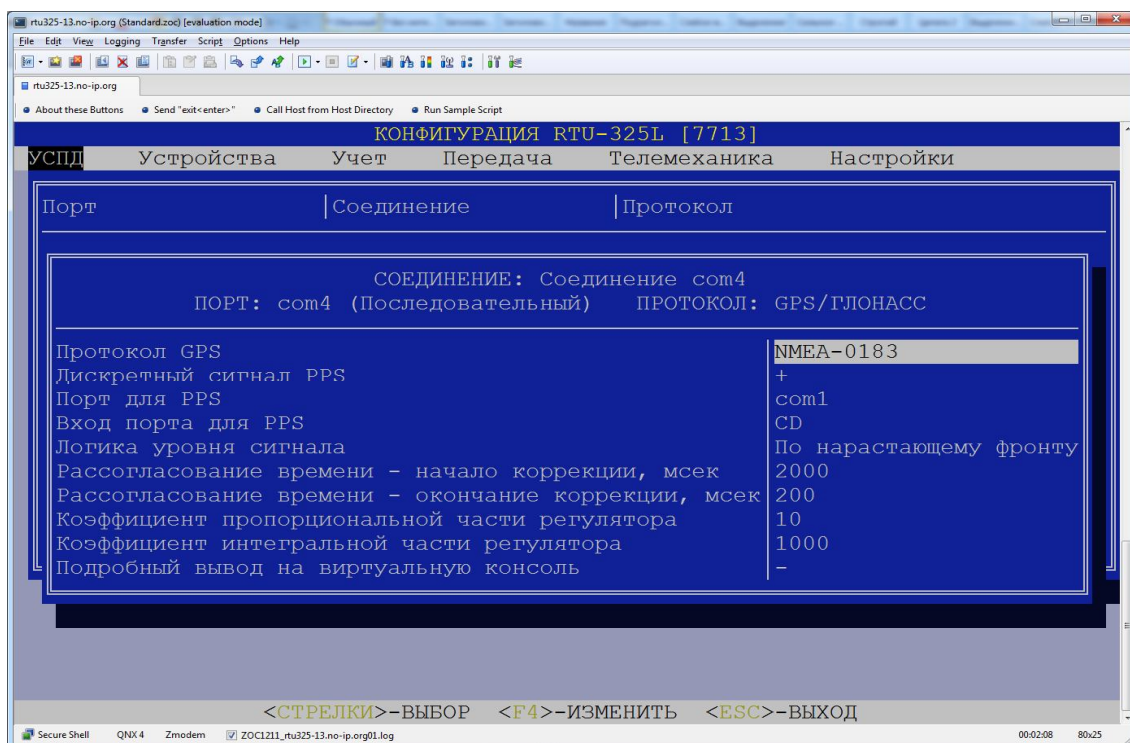 rtu325-13.no-ip.org (Standard.zoc) [evaluation mode]
File Edit View Logging Transfer Script Options Help
rtu325-13.no-ip.org
About these Buttons Send "exit<enter>" Call Host from Host Directory Run Sample Script
КОНФИГУРАЦИЯ RTU-325L [7713]
УСПД Устройства Учет Передача Телемеханика Настройки
Порт Соединение Протокол
СОЕДИНЕНИЕ: Соединение com4
ПОРТ: com4 (Последовательный) ПРОТОКОЛ: GPS/ГЛОНАСС
Протокол GPS NMEA-0183
Дискретный сигнал PPS +
Порт для PPS com1
Вход порта для PPS CD
Логика уровня сигнала По нарастающему фронту
Рассогласование времени - начало коррекции, мсек 2000
Рассогласование времени - окончание коррекции, мсек 200
Коэффициент пропорциональной части регулятора 10
Коэффициент интегральной части регулятора 1000
Подробный вывод на виртуальную консоль -
<СТРЕЛКИ>-ВЫБОР <F4>-ИЗМЕНИТЬ <ESC>-ВЫХОД
Secure Shell QNX4 Zmodem ZOC1211_rtu325-13.no-ip.org01.log 00:02:08 80x25